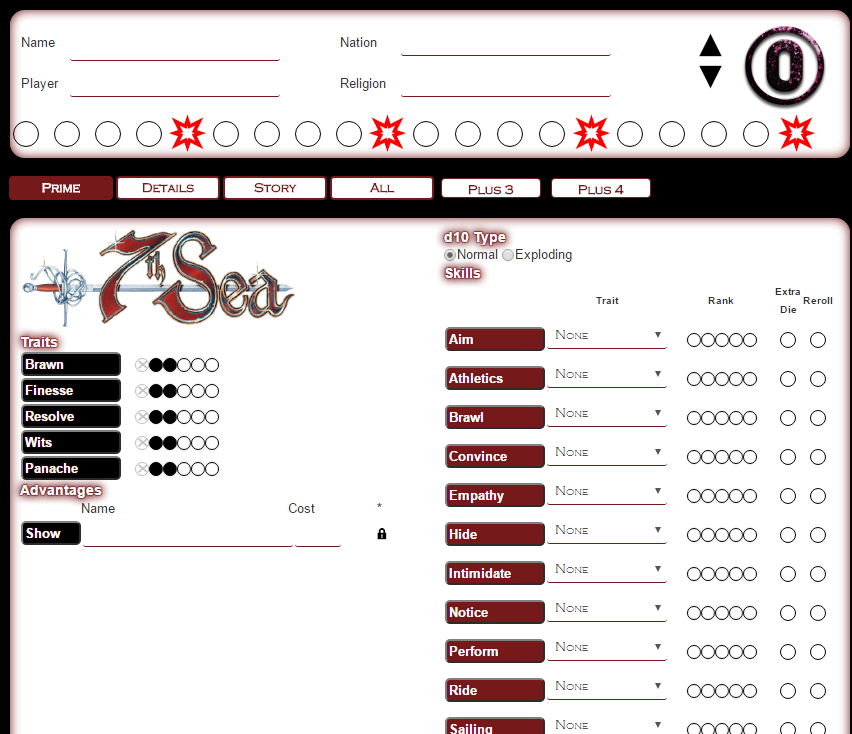 Name
Nation
0
Player
Religion
Prime
Details
Story
All
Plus 3
Plus 4
7th Sea
Traits
Brawn
Finesse
Resolve
Wits
Panache
Advantages
Name Cost *
Show
d10 Type
Normal Exploding
Skills
Trait Rank Extra Die Reroll
Aim None
Athletics None
Brawl None
Convince None
Empathy None
Hide None
Intimidate None
Notice None
Perform None
Ride None
Sailing None